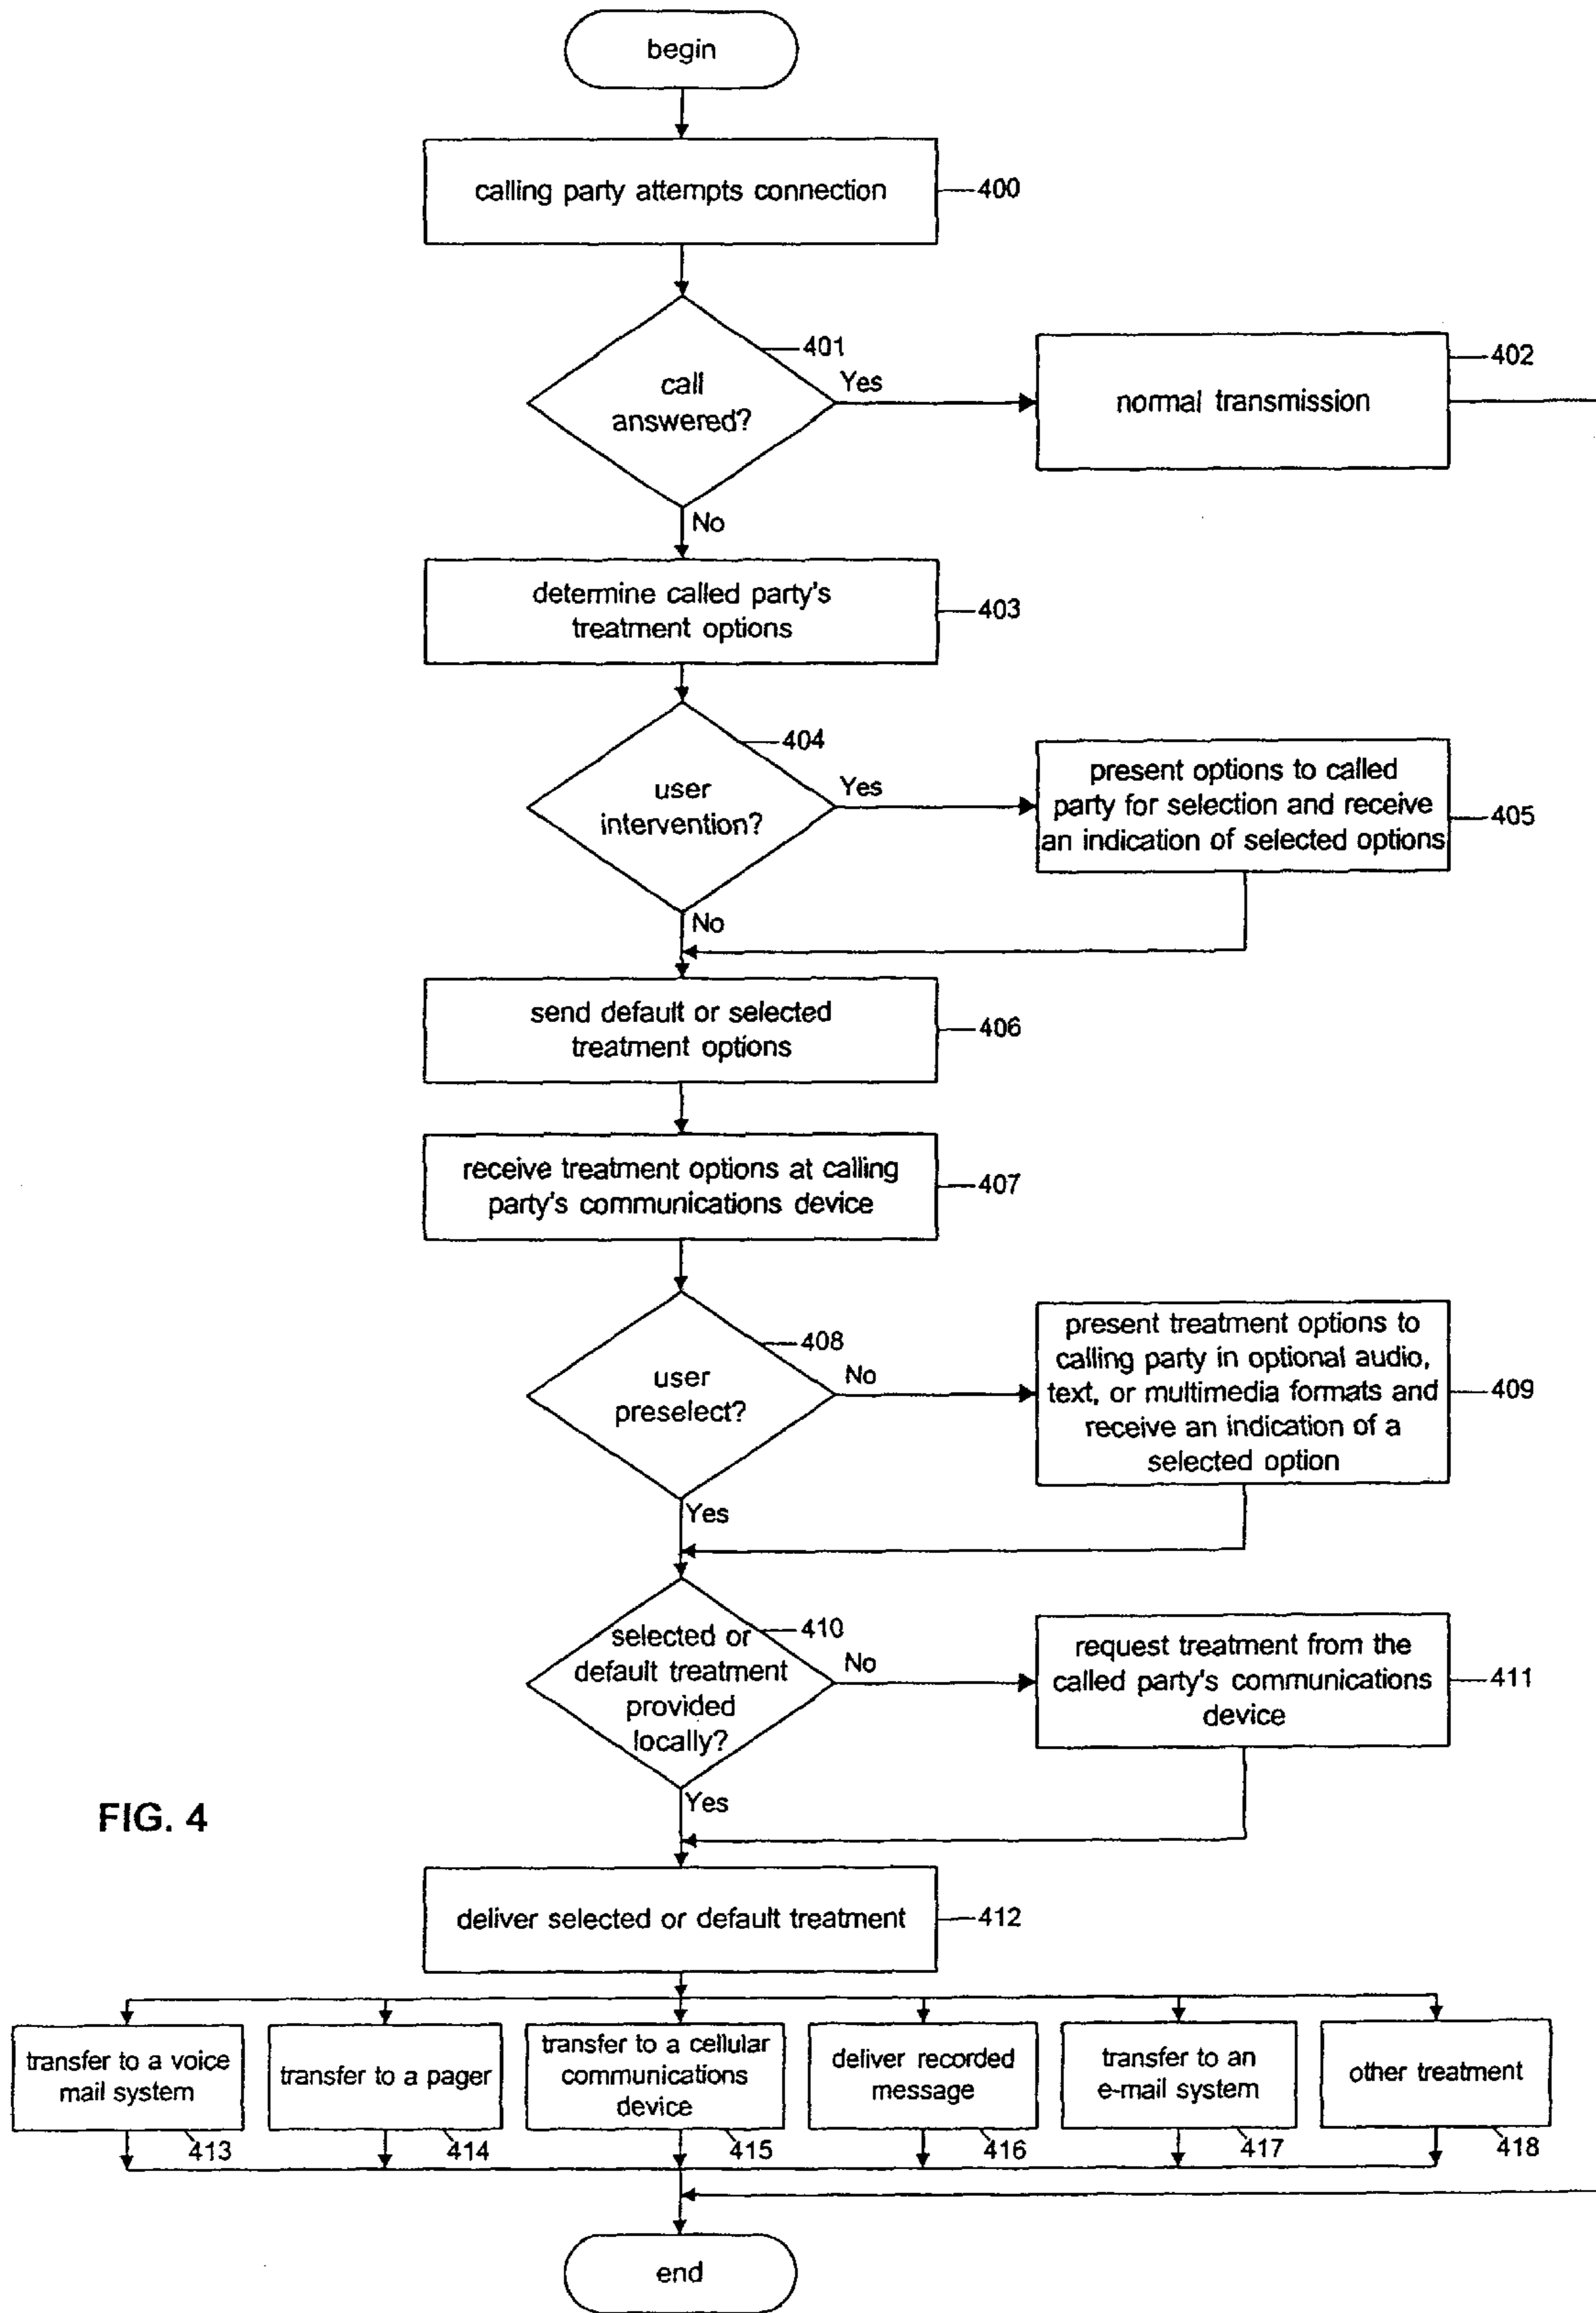 begin
calling party attempts connection
400
401
call
answered?
Yes
normal transmission
402
No
determine called party's
treatment options
403
404
user
intervention?
Yes
present options to called
party for selection and receive
an indication of selected options
405
No
send default or selected
treatment options
406
receive treatment options at calling
party's communications device
407
408
user
preselect?
No
present treatment options to
calling party in optional audio,
text, or multimedia formats and
receive an indication of a
selected option
409
Yes
410
selected or
default treatment
provided
locally?
No
request treatment from the
called party's communications
device
411
Yes
FIG. 4
deliver selected or default treatment
412
transfer to a voice
mail system
413
transfer to a pager
414
transfer to a cellular
communications
device
415
deliver recorded
message
416
transfer to an
e-mail system
417
other treatment
418
end